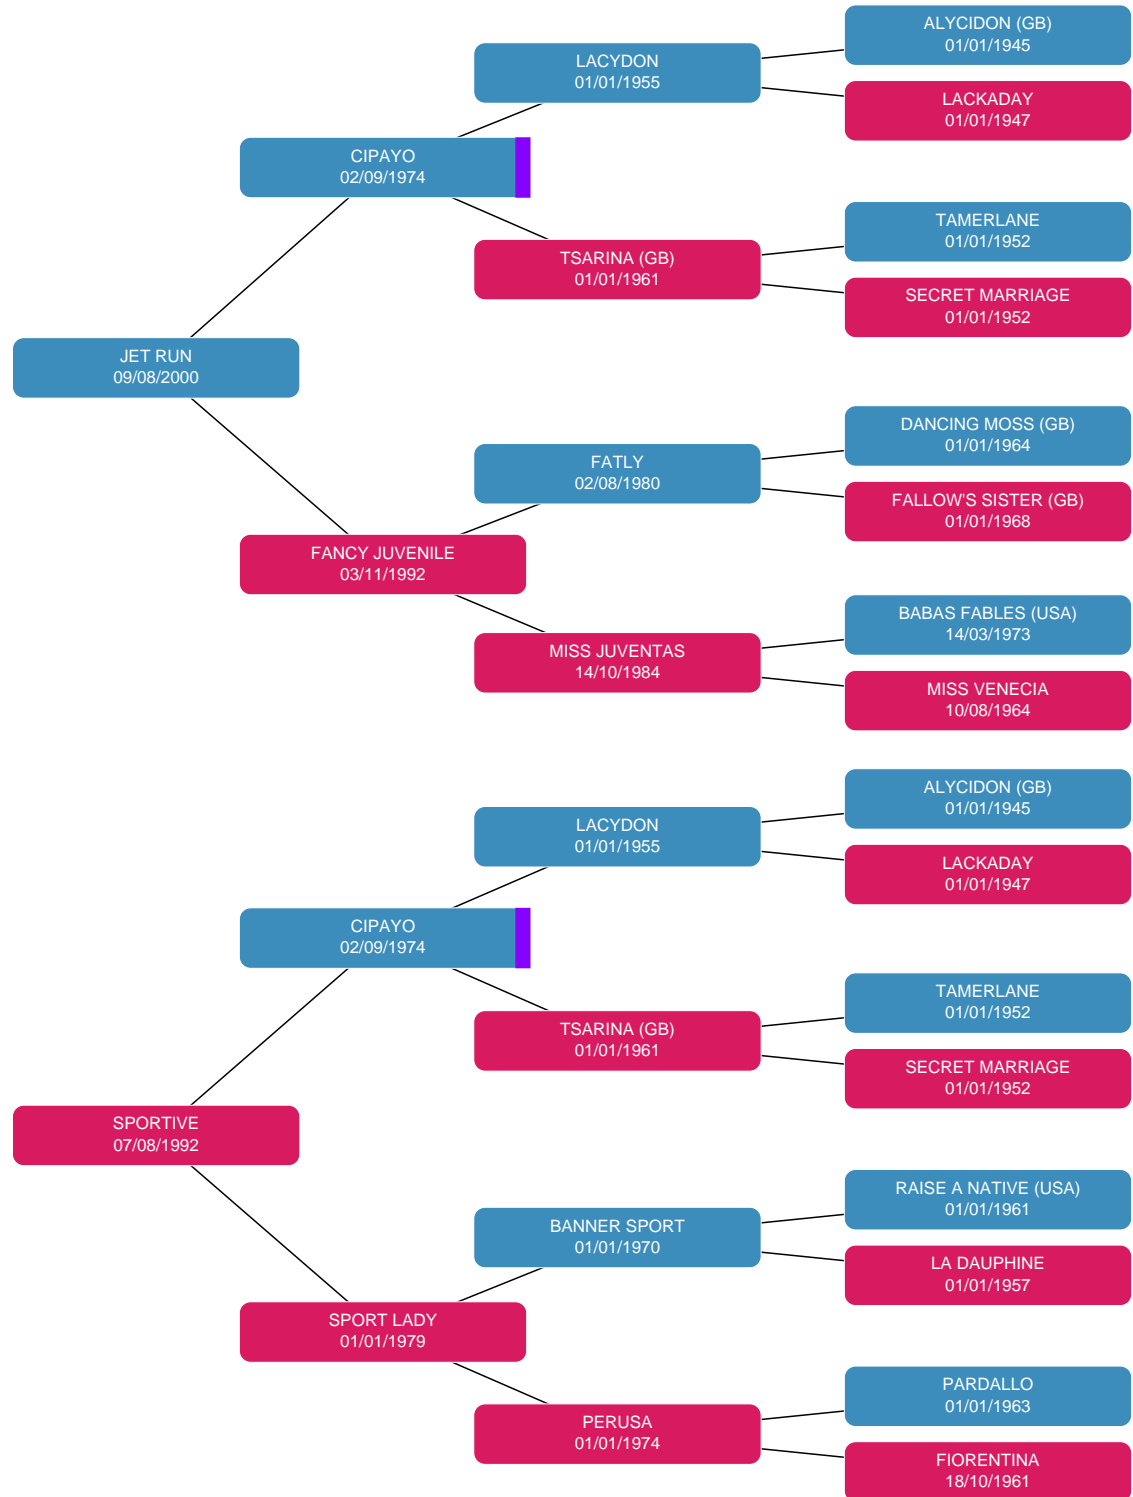 ALYCIDON (GB)
01/01/1945
LACYDON
01/01/1955
LACKADAY
01/01/1947
CIPAYO
02/09/1974
TAMERLANE
01/01/1952
TSARINA (GB)
01/01/1961
SECRET MARRIAGE
01/01/1952
JET RUN
09/08/2000
DANCING MOSS (GB)
01/01/1964
FATLY
02/08/1980
FALLOW'S SISTER (GB)
01/01/1968
FANCY JUVENILE
03/11/1992
BABAS FABLES (USA)
14/03/1973
MISS JUVENTAS
14/10/1984
MISS VENECIA
10/08/1964
ALYCIDON (GB)
01/01/1945
LACYDON
01/01/1955
LACKADAY
01/01/1947
CIPAYO
02/09/1974
TAMERLANE
01/01/1952
TSARINA (GB)
01/01/1961
SECRET MARRIAGE
01/01/1952
SPORTIVE
07/08/1992
RAISE A NATIVE (USA)
01/01/1961
BANNER SPORT
01/01/1970
LA DAUPHINE
01/01/1957
SPORT LADY
01/01/1979
PARDALLO
01/01/1963
PERUSA
01/01/1974
FIORENTINA
18/10/1961